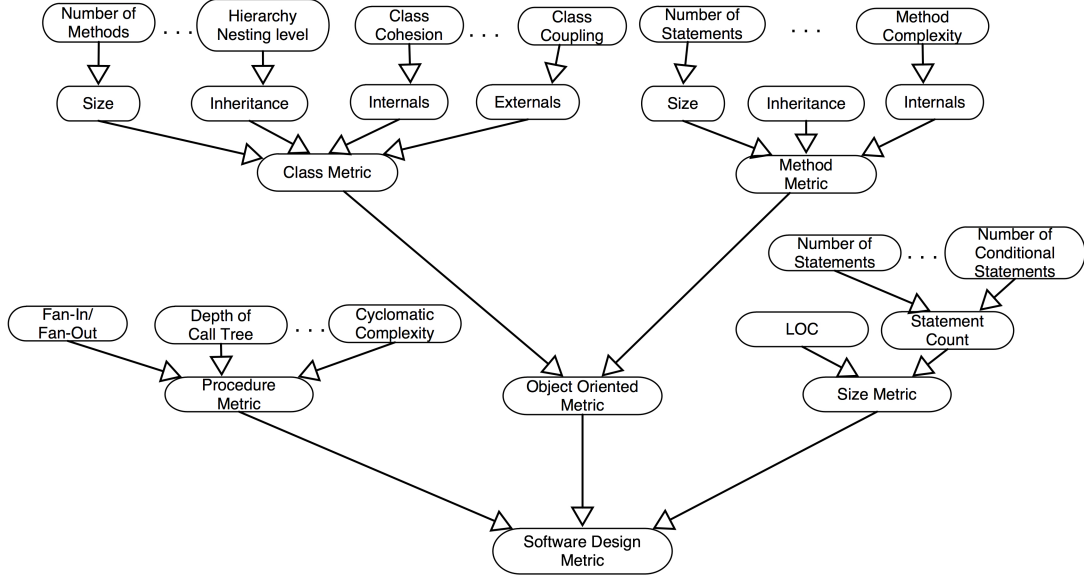 Number of
Methods
. . .
Hierarchy
Nesting level
Class
Cohesion
. . .
Class
Coupling
Number of
Statements
. . .
Method
Complexity
Size
Inheritance
Internals
Externals
Size
Inheritance
Internals
Class Metric
Method
Metric
Number of
Statements
. . .
Number of
Conditional
Statements
Fan-In/
Fan-Out
Depth of
Call Tree
. . .
Cyclomatic
Complexity
LOC
Statement
Count
Procedure
Metric
Object Oriented
Metric
Size Metric
Software Design
Metric